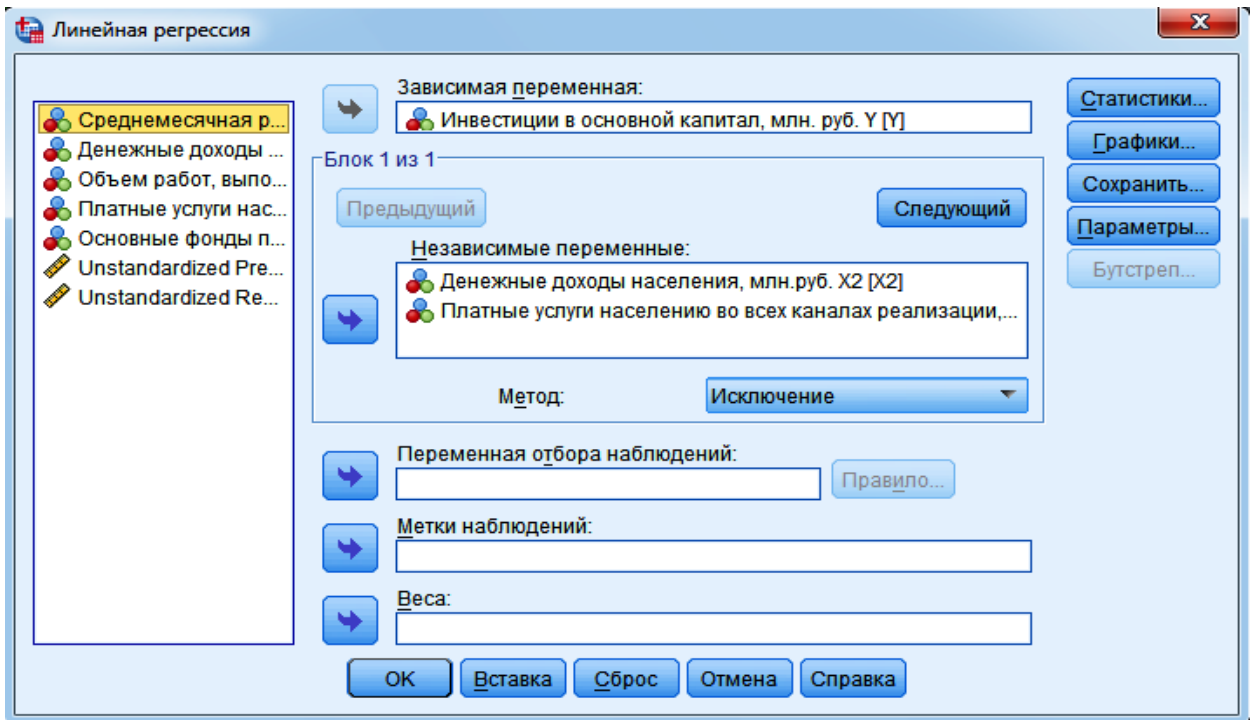 Линейная регрессия
Среднемесячная р...
Денежные доходы ...
Объем работ, выпо...
Платные услуги нас...
Основные фонды п...
Unstandardized Pre...
Unstandardized Re...
Зависимая переменная:
Инвестиции в основной капитал, млн. руб. Y [Y]
Блок 1 из 1
Предыдущий
Следующий
Независимые переменные:
Денежные доходы населения, млн.руб. X2 [X2]
Платные услуги населению во всех каналах реализации,...
Метод:
Исключение
Переменная отбора наблюдений:
Правило...
Метки наблюдений:
Веса:
Статистики...
Графики...
Сохранить...
Параметры...
Бутстреп...
OK
Вставка
Сброс
Отмена
Справка